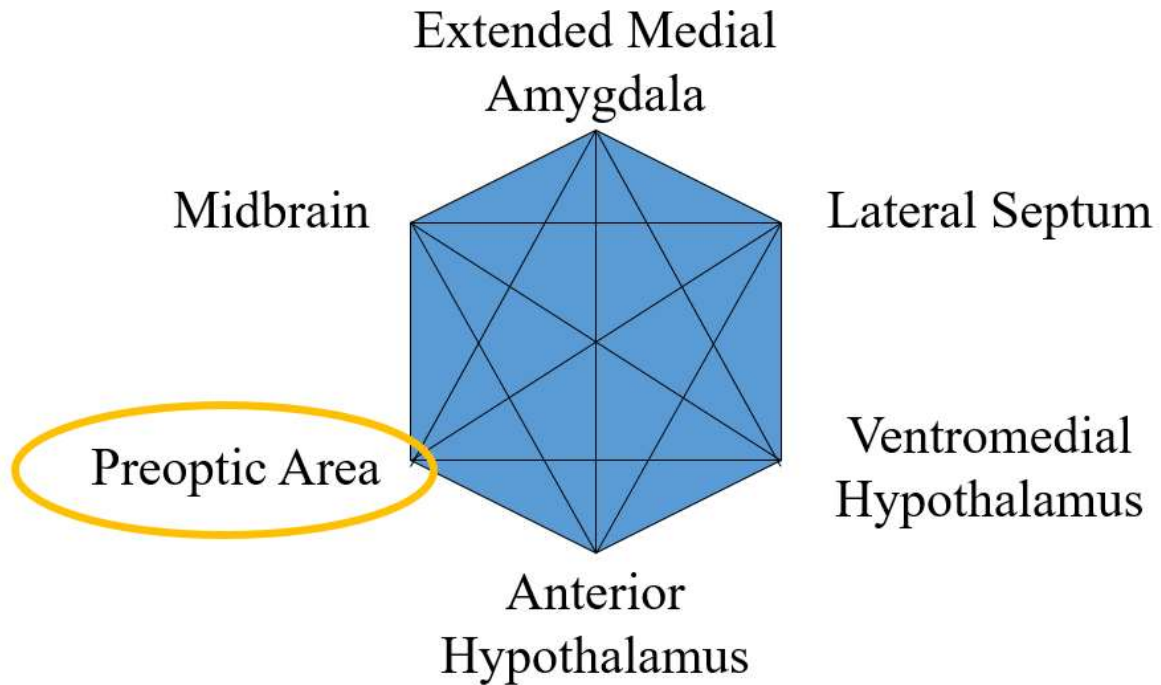 Extended Medial
Amygdala
Midbrain
Lateral Septum
Preoptic Area
Ventromedial
Hypothalamus
Anterior
Hypothalamus